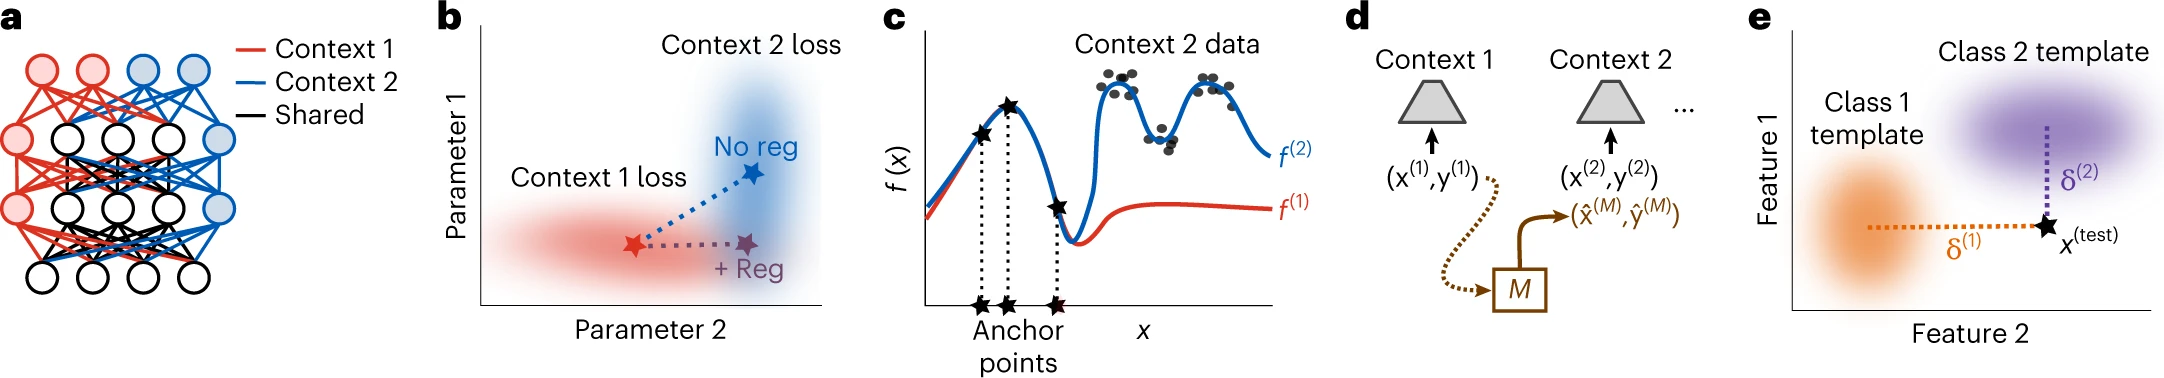 a
Context 1
Context 2
Shared
b
Parameter 1
Context 2 loss
No reg
Context 1 loss
+ Reg
Parameter 2
c
f (x)
Context 2 data
f(2)
f(1)
Anchor
points
x
d
Context 1
Context 2
...
(x(1),y(1))
(x(2),y(2))
(x̂(M),ŷ(M))
M
e
Feature 1
Class 2 template
Class 1
template
δ(2)
δ(1)
x(test)
Feature 2